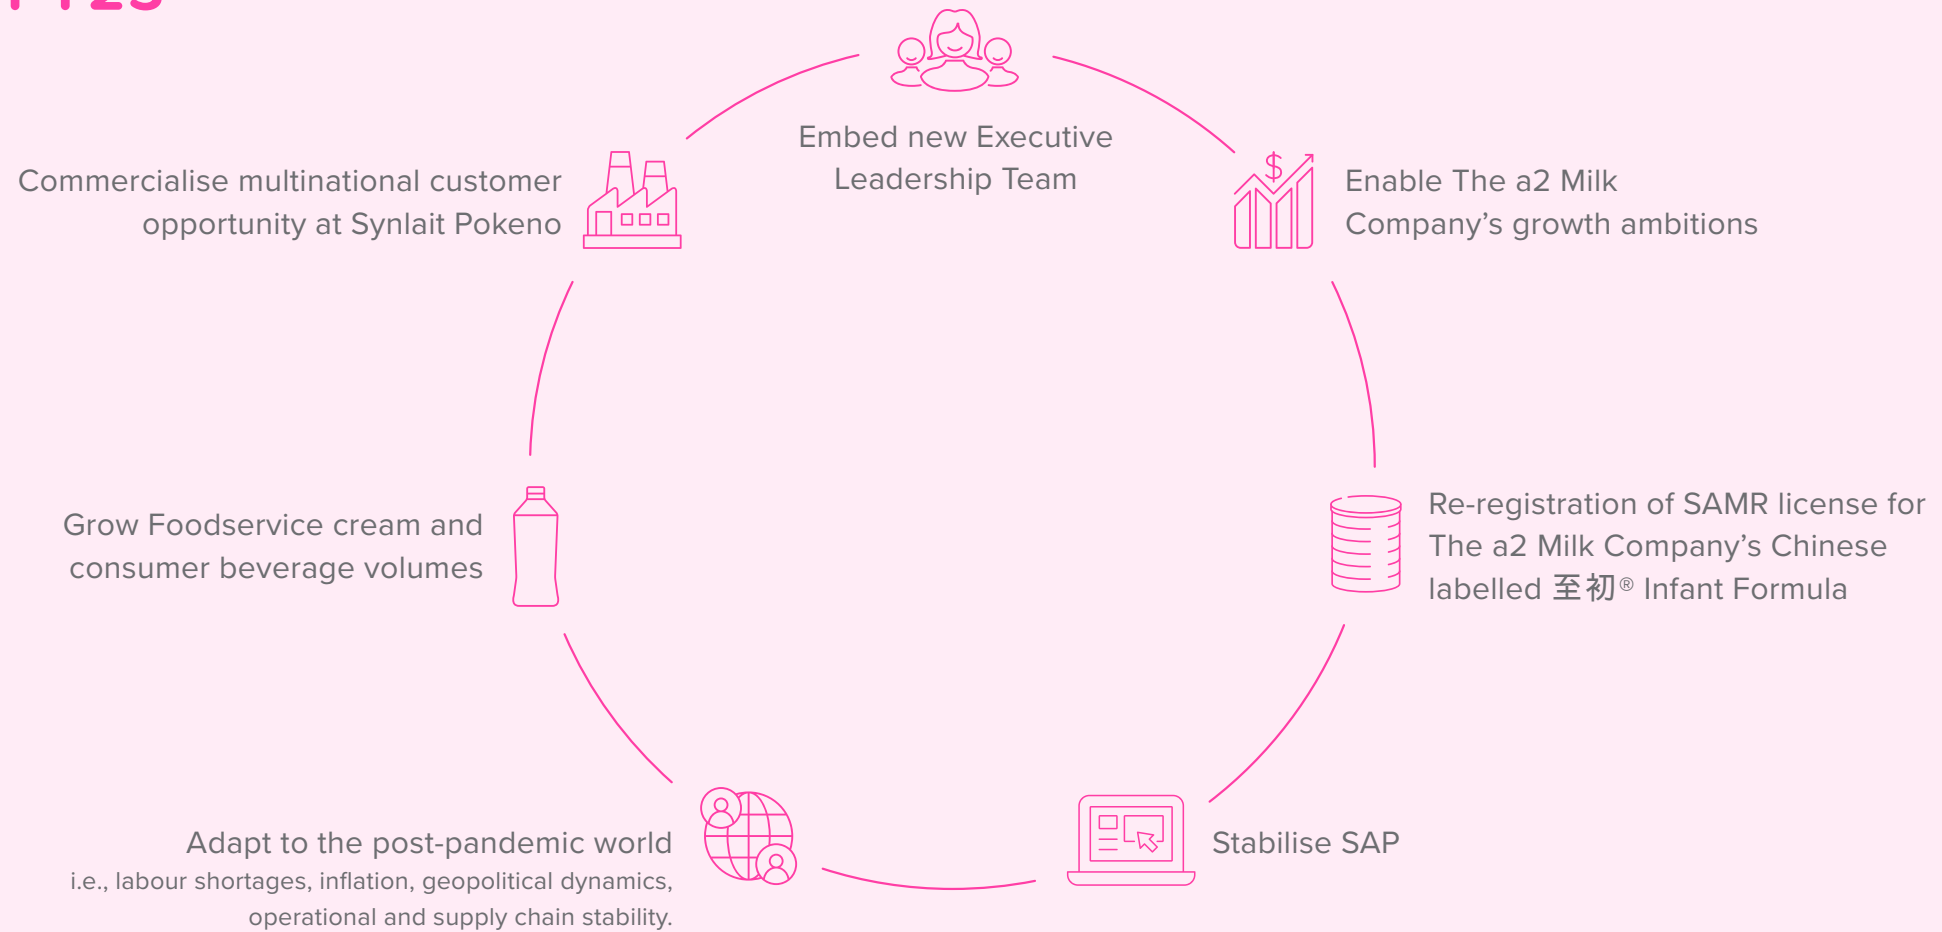 FY23
Embed new Executive
Leadership Team
Enable The a2 Milk
Company’s growth ambitions
Re-registration of SAMR license for
The a2 Milk Company’s Chinese
labelled 至初® Infant Formula
Stabilise SAP
Adapt to the post-pandemic world
i.e., labour shortages, inflation, geopolitical dynamics,
operational and supply chain stability.
Grow Foodservice cream and
consumer beverage volumes
Commercialise multinational customer
opportunity at Synlait Pokeno
$